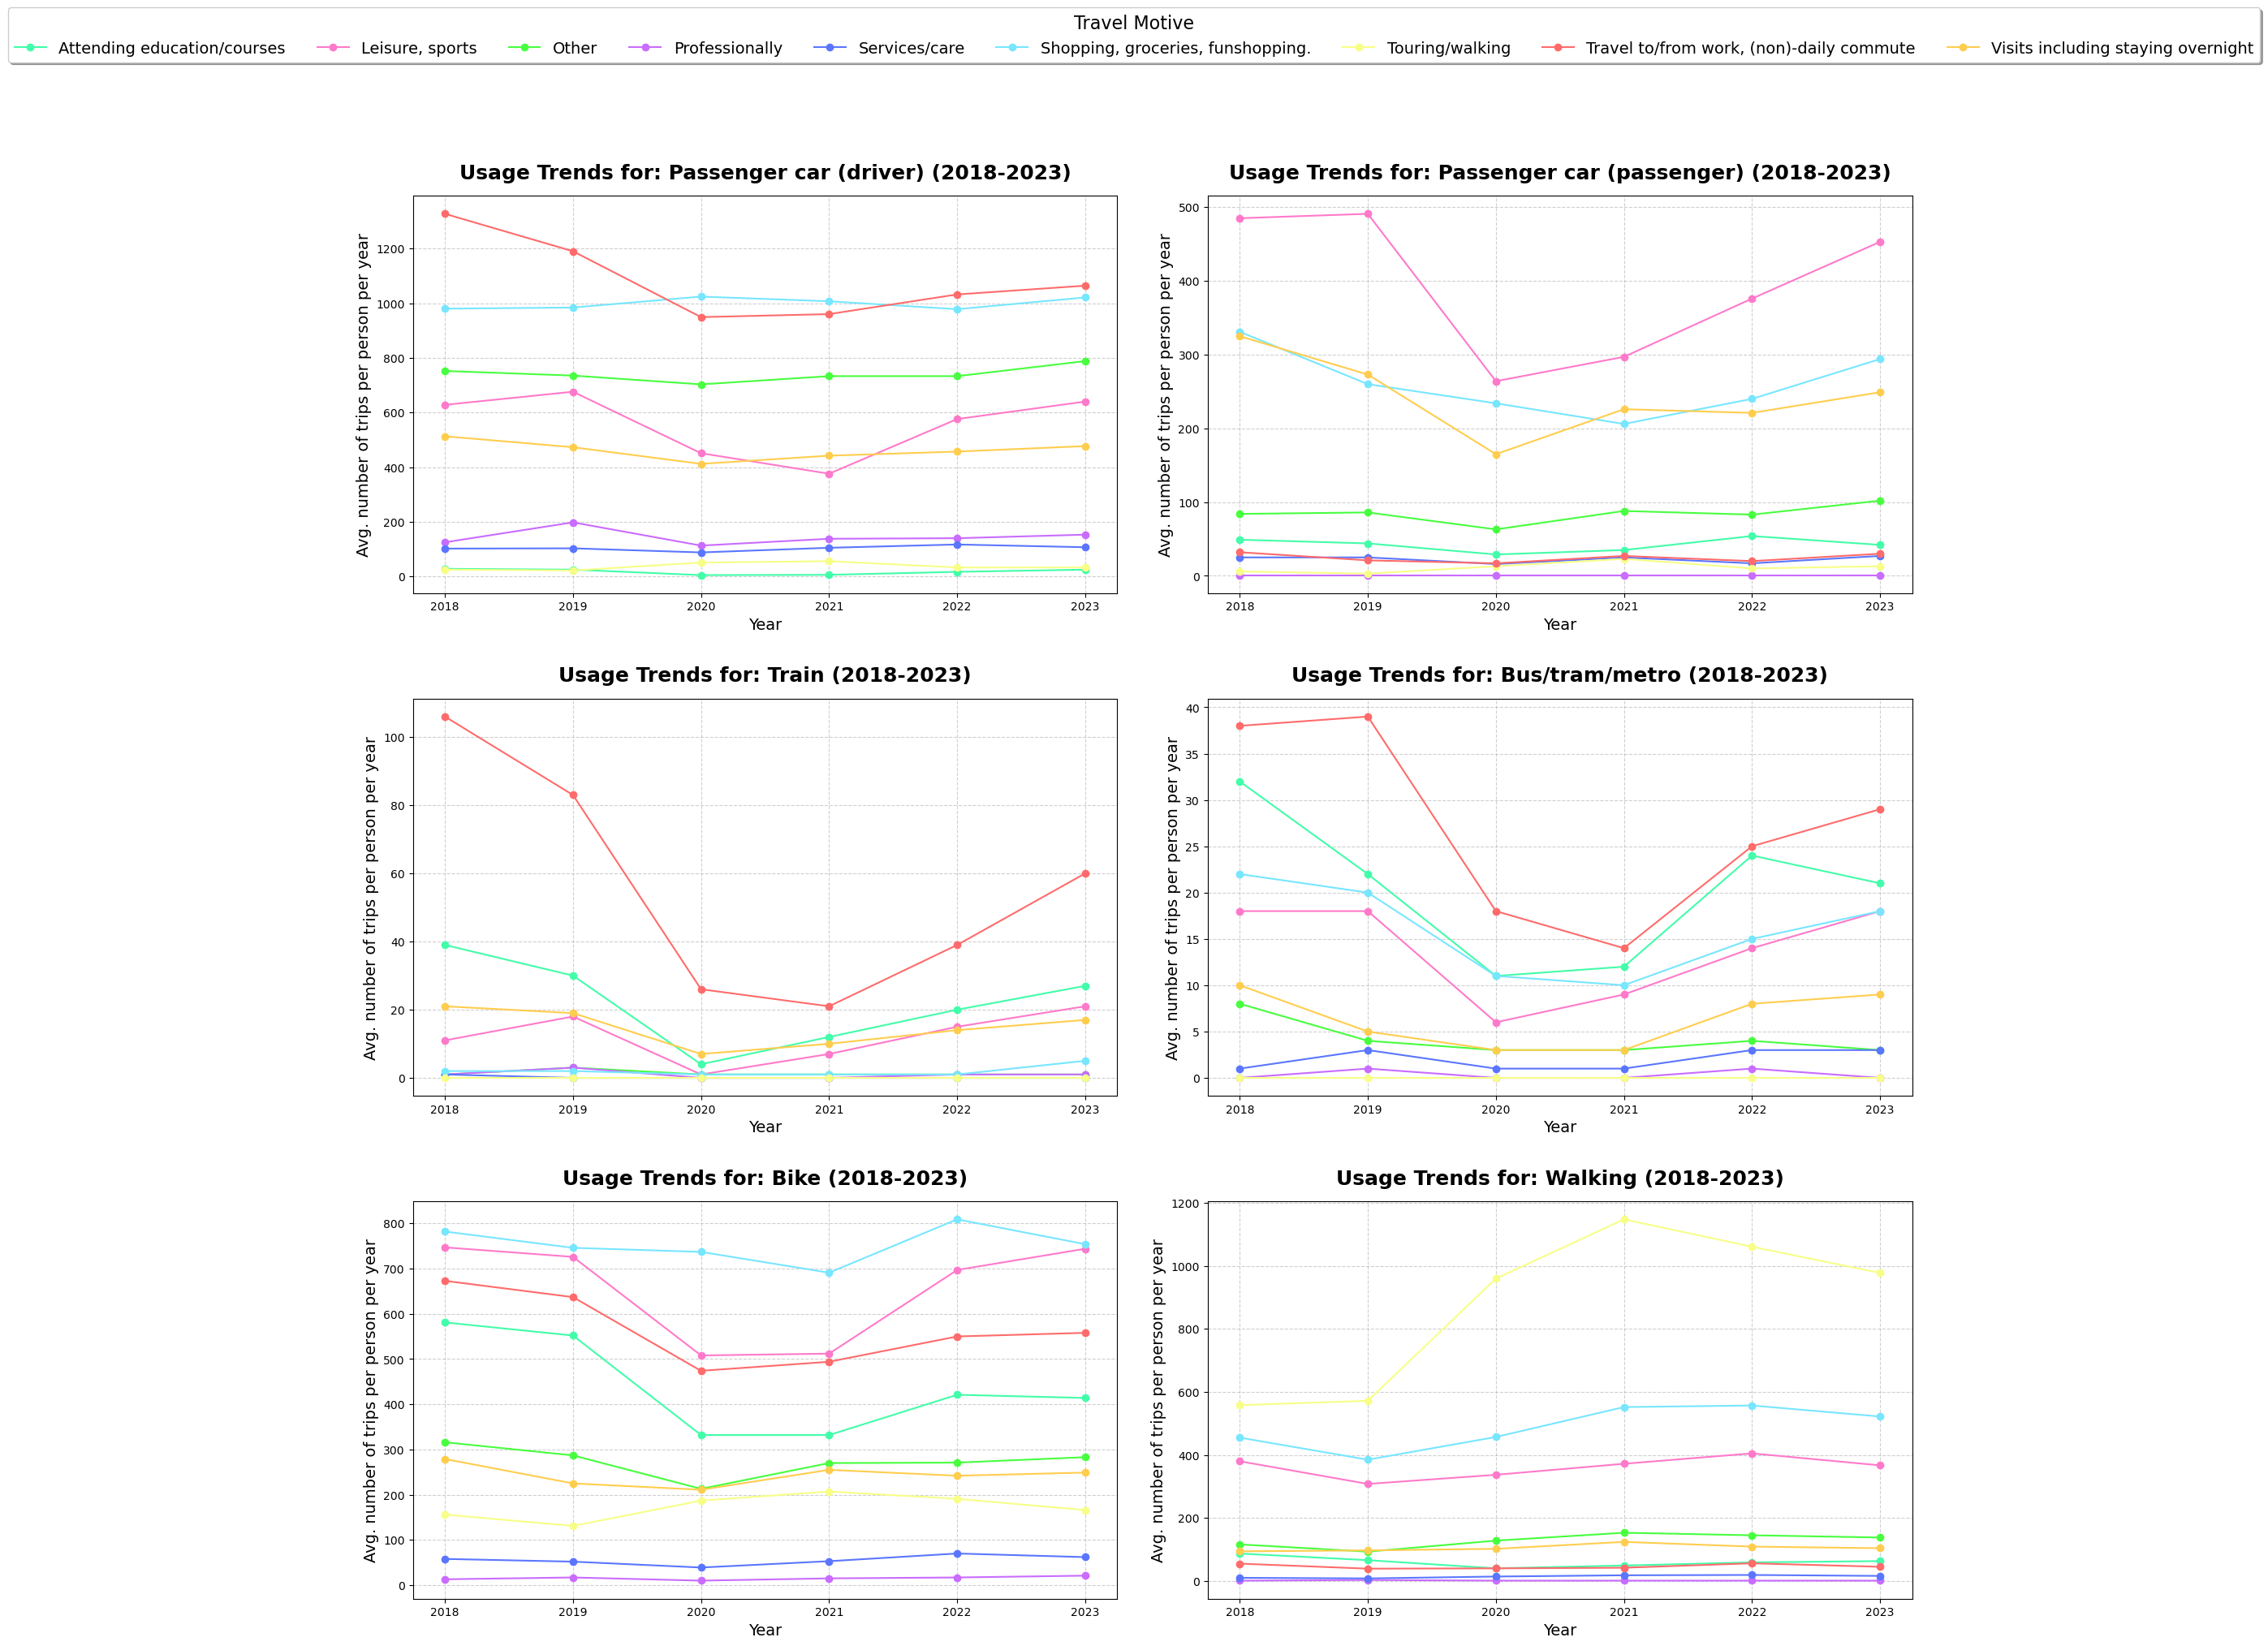 Travel Motive
Attending education/courses Leisure, sports Other Professionally Services/care Shopping, groceries, funshopping. Touring/walking Travel to/from work, (non)-daily commute Visits including staying overnight
Usage Trends for: Passenger car (driver) (2018-2023)
Avg. number of trips per person per year
1200
1000
800
600
400
200
0
2018 2019 2020 2021 2022 2023
Year
Usage Trends for: Passenger car (passenger) (2018-2023)
Avg. number of trips per person per year
500
400
300
200
100
0
2018 2019 2020 2021 2022 2023
Year
Usage Trends for: Train (2018-2023)
Avg. number of trips per person per year
100
80
60
40
20
0
2018 2019 2020 2021 2022 2023
Year
Usage Trends for: Bus/tram/metro (2018-2023)
Avg. number of trips per person per year
40
35
30
25
20
15
10
5
0
2018 2019 2020 2021 2022 2023
Year
Usage Trends for: Bike (2018-2023)
Avg. number of trips per person per year
800
700
600
500
400
300
200
100
0
2018 2019 2020 2021 2022 2023
Year
Usage Trends for: Walking (2018-2023)
Avg. number of trips per person per year
1200
1000
800
600
400
200
0
2018 2019 2020 2021 2022 2023
Year